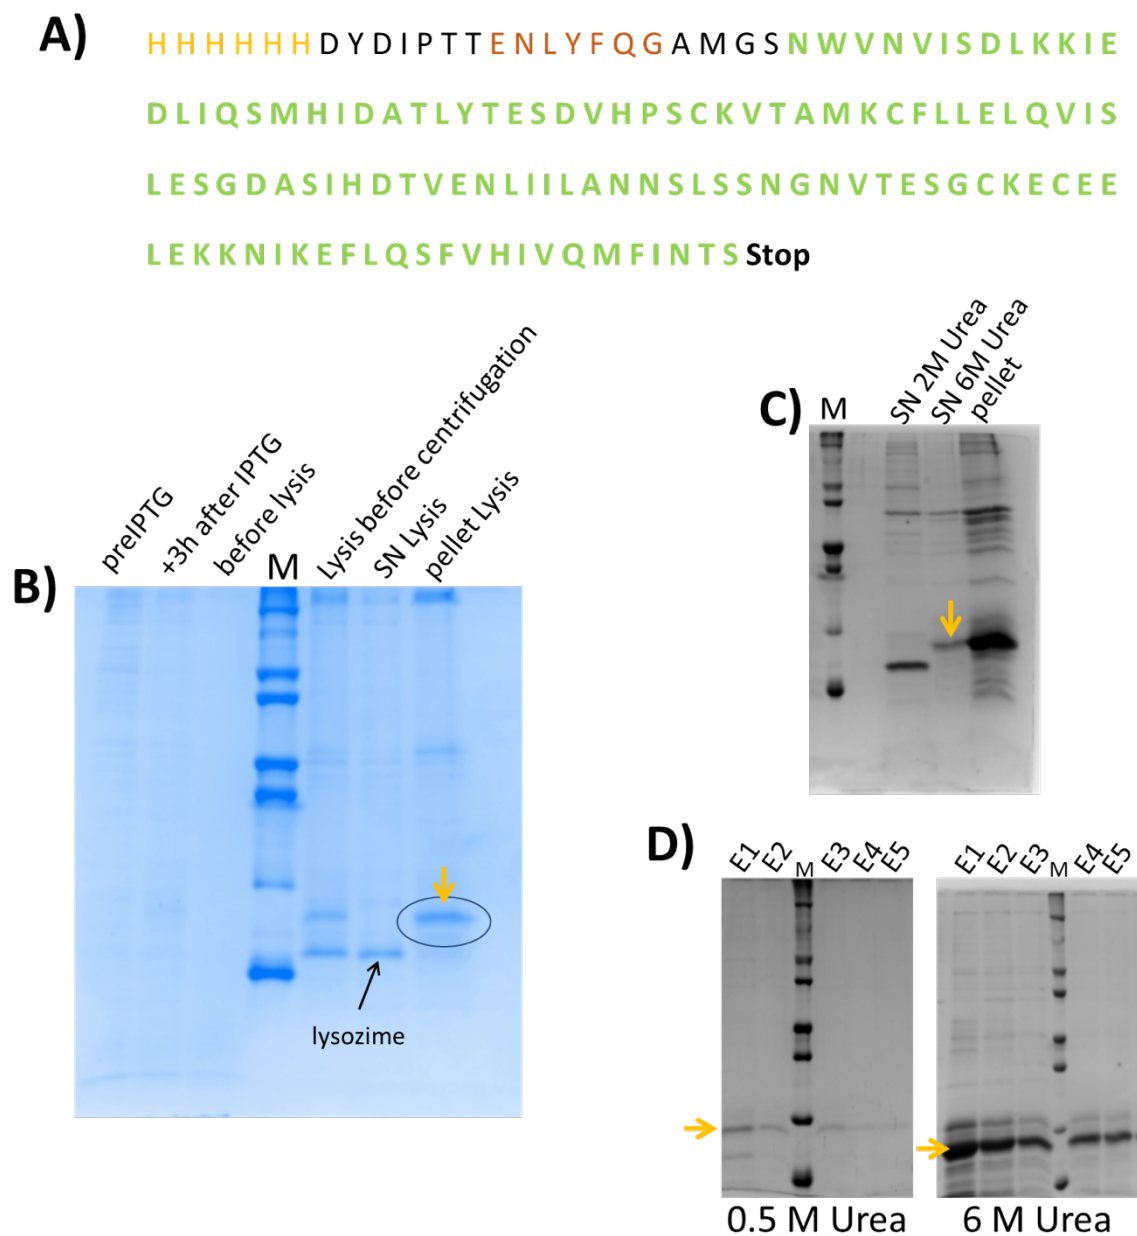 A)
H H H H H H D Y D I P T T E N L Y F Q G A M G S N W V N V I S D L K K I E
D L I Q S M H I D A T L Y T E S D V H P S C K V T A M K C F L L E L Q V I S
L E S G D A S I H D T V E N L I I L A N N S L S S N G N V T E S G C K E C E E
L E K K N I K E F L Q S F V H I V Q M F I N T S Stop
B)
preIPTG
+3h after IPTG
before lysis
M
Lysis before centrifugation
SN Lysis
pellet Lysis
lysozime
C)
M
SN 2M Urea
SN 6M Urea
pellet
D)
E1 E2 M E3 E4 E5
0.5 M Urea
E1 E2 E3 M E4 E5
6 M Urea